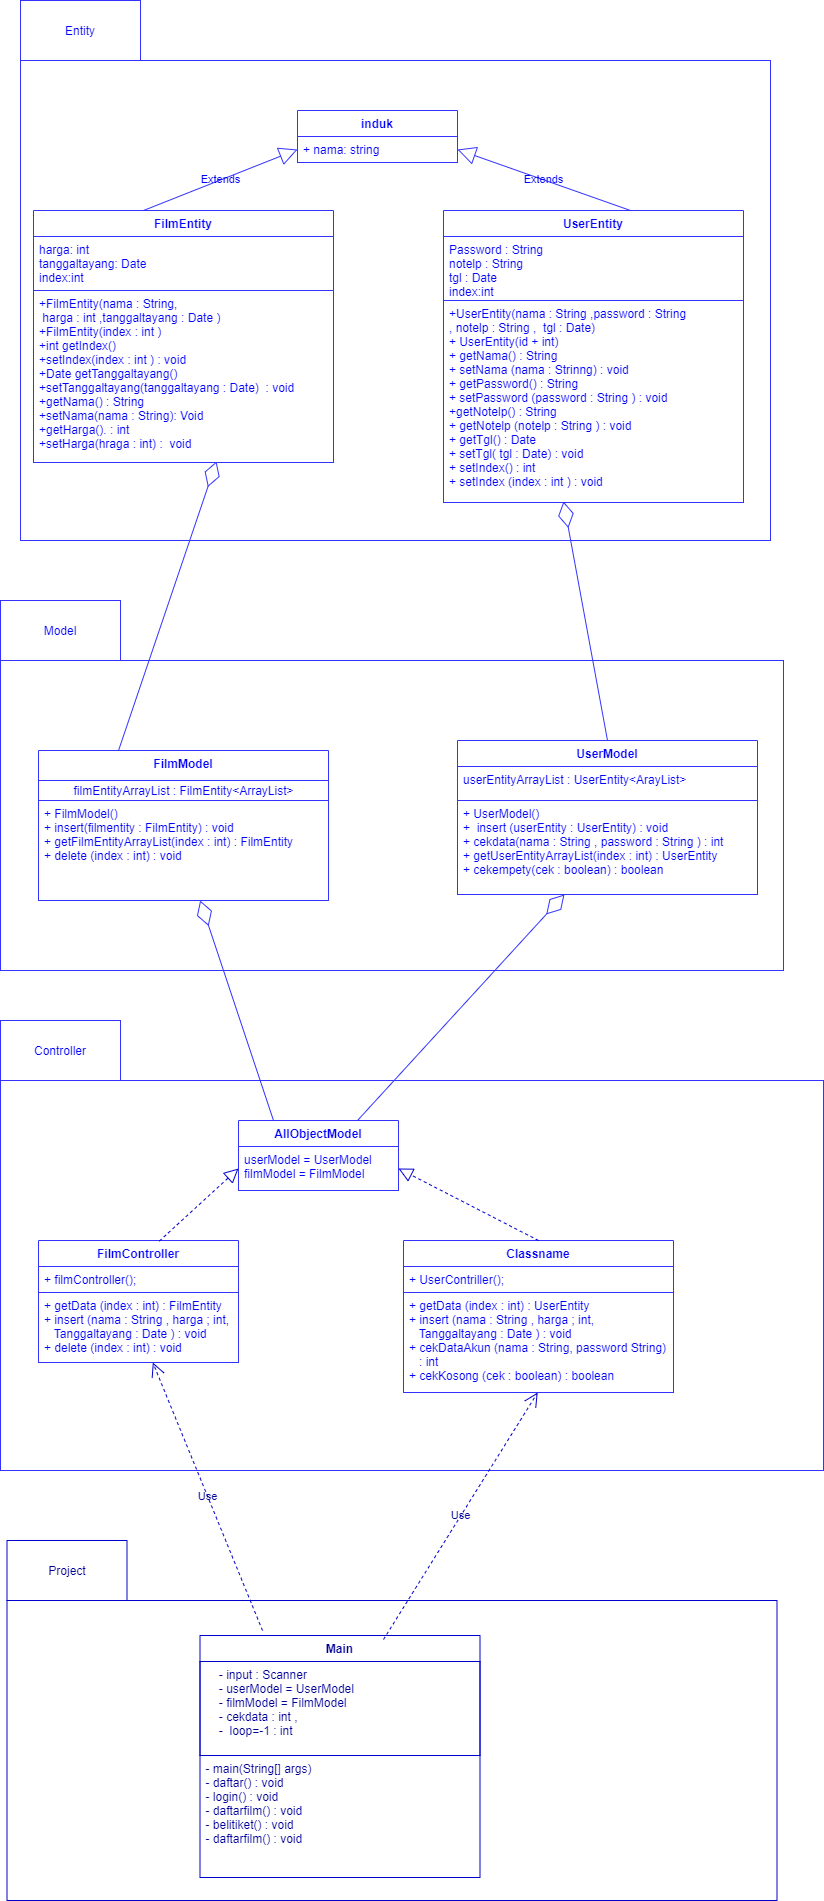 Entity
induk
+ nama: string
Extends
Extends
FilmEntity
harga: int
tanggaltayang: Date
index:int
+FilmEntity(nama : String,
harga : int ,tanggaltayang : Date )
+FilmEntity(index : int )
+int getIndex()
+setIndex(index : int ) : void
+Date getTanggaltayang()
+setTanggaltayang(tanggaltayang : Date)  : void
+getNama() : String
+setNama(nama : String): Void
+getHarga(). : int
+setHarga(hraga : int) :  void
UserEntity
Password : String
notelp : String
tgl : Date
index:int
+UserEntity(nama : String ,password : String
, notelp : String ,  tgl : Date)
+ UserEntity(id + int)
+ getNama() : String
+ setNama (nama : Strinng) : void
+ getPassword() : String
+ setPassword (password : String ) : void
+getNotelp() : String
+ getNotelp (notelp : String ) : void
+ getTgl() : Date
+ setTgl( tgl : Date) : void
+ setIndex() : int
+ setIndex (index : int ) : void
Model
FilmModel
filmEntityArrayList : FilmEntity<ArrayList>
+ FilmModel()
+ insert(filmentity : FilmEntity) : void
+ getFilmEntityArrayList(index : int) : FilmEntity
+ delete (index : int) : void
UserModel
userEntityArrayList : UserEntity<ArayList>
+ UserModel()
+  insert (userEntity : UserEntity) : void
+ cekdata(nama : String , password : String ) : int
+ getUserEntityArrayList(index : int) : UserEntity
+ cekempety(cek : boolean) : boolean
Controller
AllObjectModel
userModel = UserModel
filmModel = FilmModel
FilmController
+ filmController();
+ getData (index : int) : FilmEntity
+ insert (nama : String , harga ; int,
Tanggaltayang : Date ) : void
+ delete (index : int) : void
Classname
+ UserContriller();
+ getData (index : int) : UserEntity
+ insert (nama : String , harga ; int,
Tanggaltayang : Date ) : void
+ cekDataAkun (nama : String, password String)
: int
+ cekKosong (cek : boolean) : boolean
Use
Use
Project
Main
- input : Scanner
- userModel = UserModel
- filmModel = FilmModel
- cekdata : int ,
-  loop=-1 : int
- main(String[] args)
- daftar() : void
- login() : void
- daftarfilm() : void
- belitiket() : void
- daftarfilm() : void